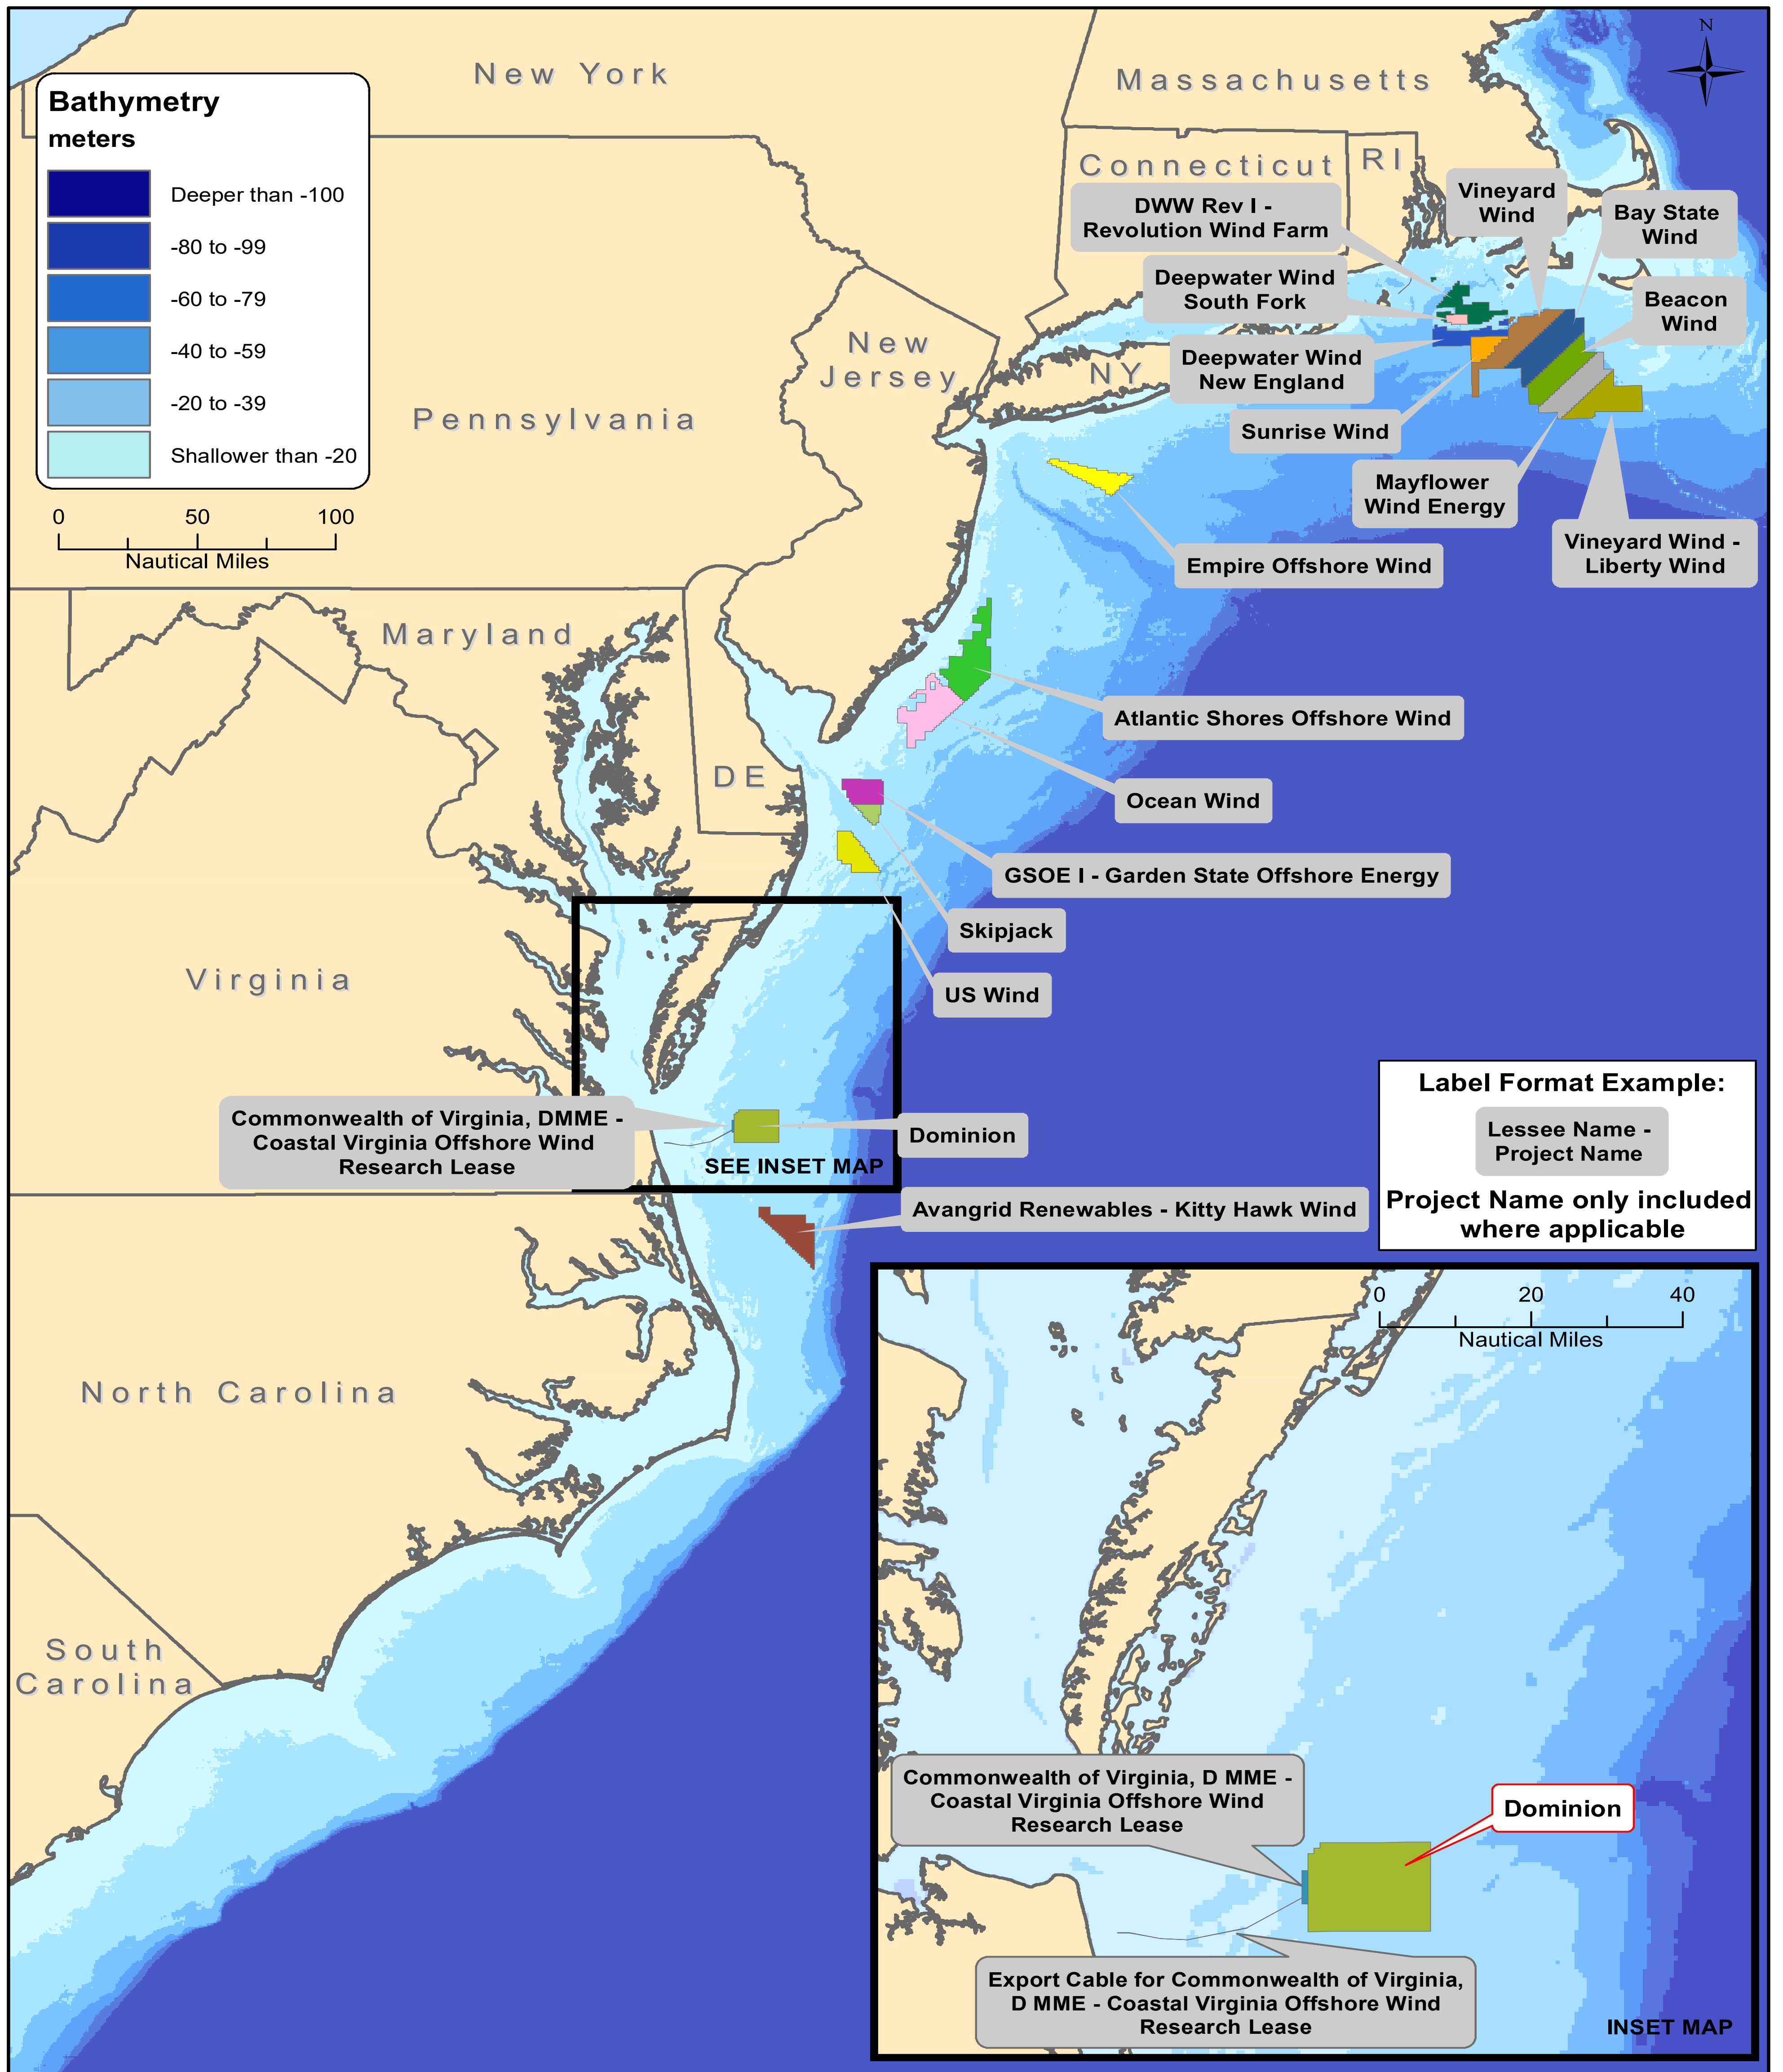 N
New York
Massachusetts
Bathymetry
meters
Deeper than -100
-80 to -99
-60 to -79
-40 to -59
-20 to -39
Shallower than -20
0 50 100
Nautical Miles
Connecticut
RI
DWW Rev I -
Revolution Wind Farm
Vineyard
Wind
Bay State
Wind
Deepwater Wind
South Fork
Beacon
Wind
New
Jersey
NY
Deepwater Wind
New England
Pennsylvania
Sunrise Wind
Mayflower
Wind Energy
Vineyard Wind -
Liberty Wind
Empire Offshore Wind
Maryland
Atlantic Shores Offshore Wind
DE
Ocean Wind
GSOE I - Garden State Offshore Energy
Skipjack
Virginia
US Wind
Commonwealth of Virginia, DMME -
Coastal Virginia Offshore Wind
Research Lease
Dominion
SEE INSET MAP
Avangrid Renewables - Kitty Hawk Wind
Label Format Example:
Lessee Name -
Project Name
Project Name only included
where applicable
North Carolina
South
Carolina
0 20 40
Nautical Miles
Commonwealth of Virginia, D MME -
Coastal Virginia Offshore Wind
Research Lease
Dominion
Export Cable for Commonwealth of Virginia,
D MME - Coastal Virginia Offshore Wind
Research Lease
INSET MAP